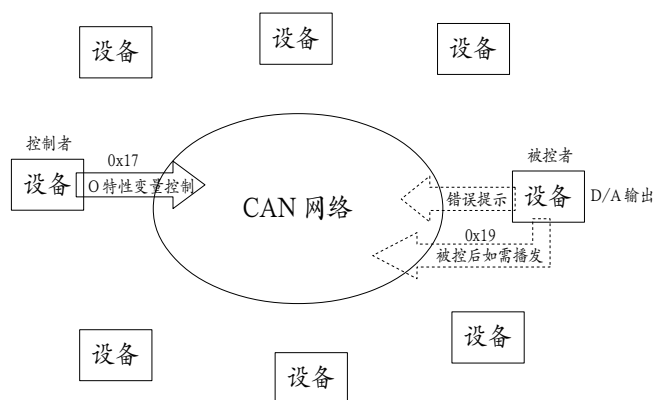 设备
设备
设备
控制者
0x17
设备
O 特性变量控制
CAN 网络
被控者
错误提示
设备
D/A 输出
0x19
被控后如需播发
设备
设备
设备